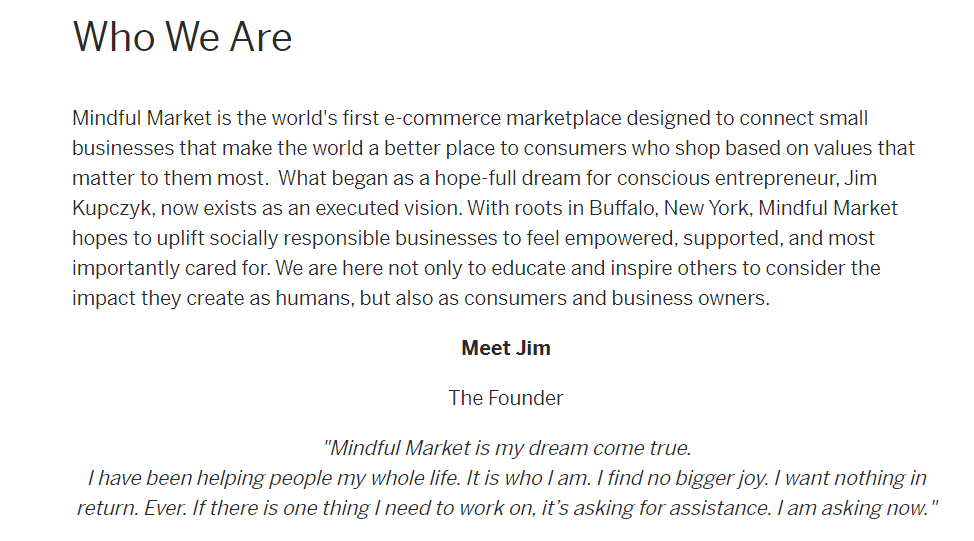 Who We Are
Mindful Market is the world's first e-commerce marketplace designed to connect small
businesses that make the world a better place to consumers who shop based on values that
matter to them most.  What began as a hope-full dream for conscious entrepreneur, Jim
Kupczyk, now exists as an executed vision. With roots in Buffalo, New York, Mindful Market
hopes to uplift socially responsible businesses to feel empowered, supported, and most
importantly cared for. We are here not only to educate and inspire others to consider the
impact they create as humans, but also as consumers and business owners.
Meet Jim
The Founder
"Mindful Market is my dream come true.
I have been helping people my whole life. It is who I am. I find no bigger joy. I want nothing in
return. Ever. If there is one thing I need to work on, it’s asking for assistance. I am asking now."